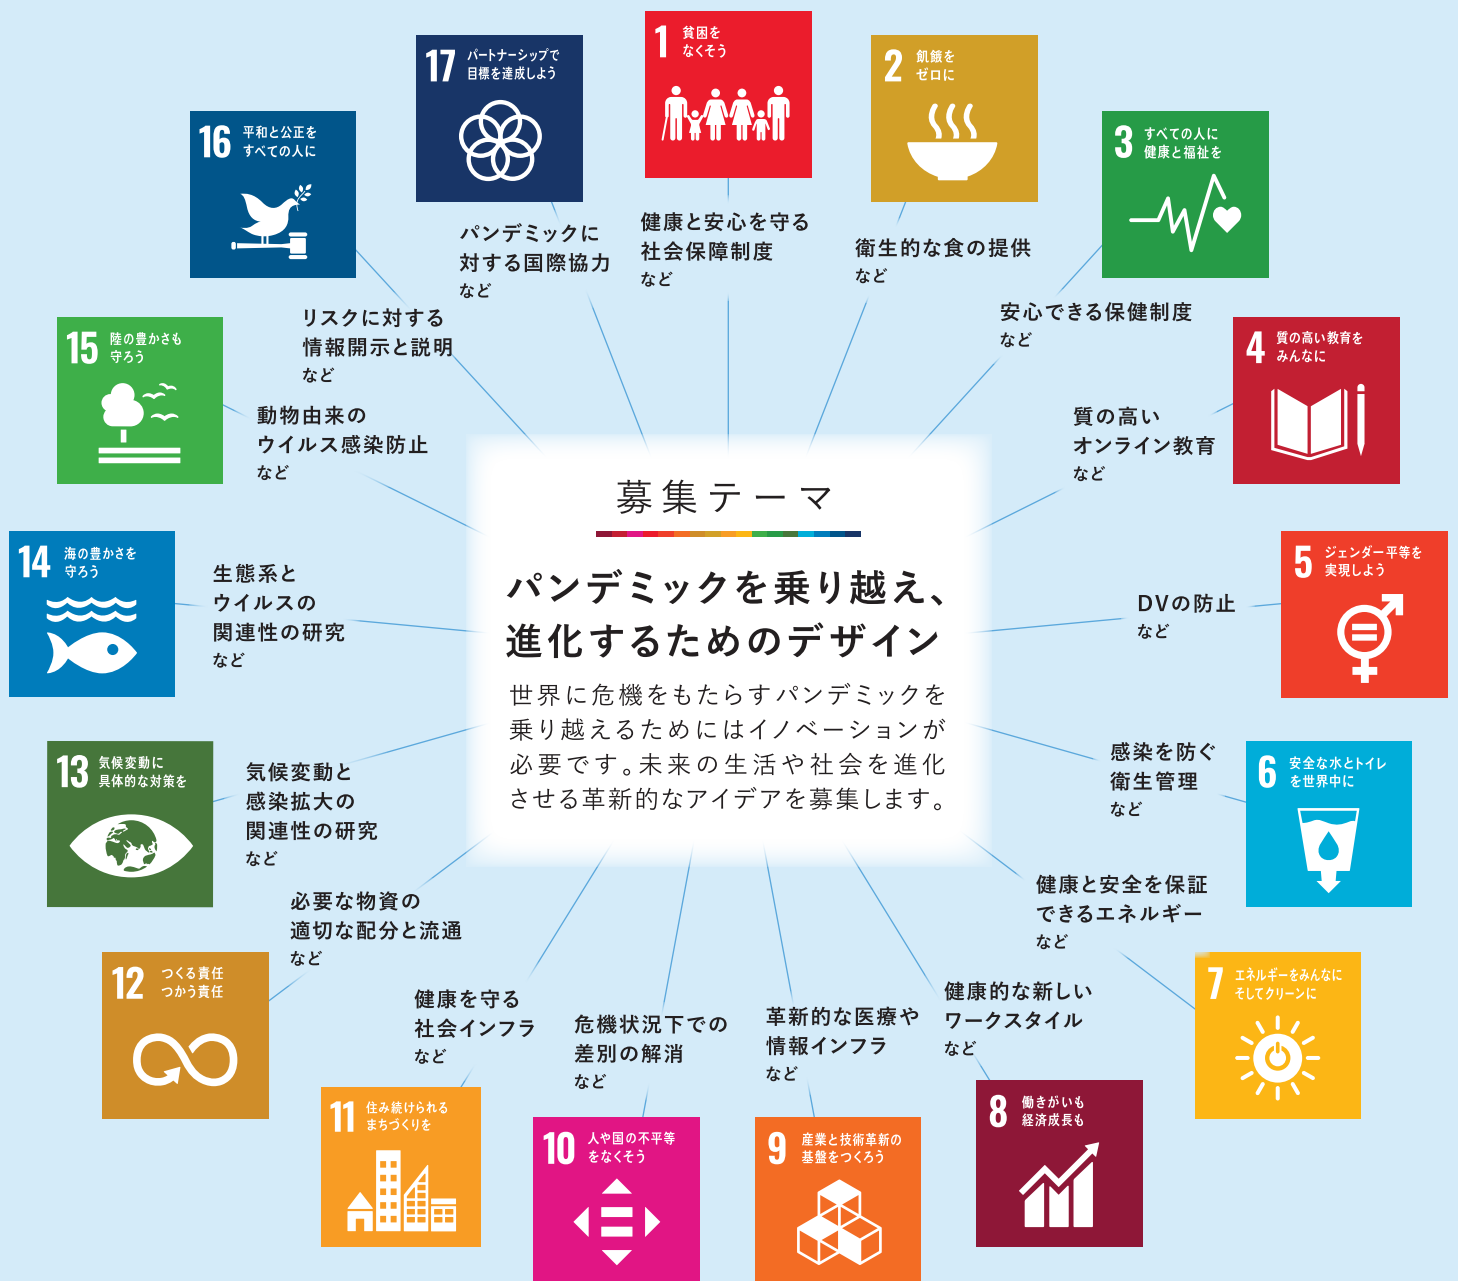 募集テーマ
パンデミックを乗り越え、
進化するためのデザイン
世界に危機をもたらすパンデミックを
乗り越えるためにはイノベーションが
必要です。未来の生活や社会を進化
させる革新的なアイデアを募集します。
1 貧困を
なくそう
健康と安心を守る
社会保障制度
など
2 飢餓を
ゼロに
衛生的な食の提供
など
3 すべての人に
健康と福祉を
安心できる保健制度
など
4 質の高い教育を
みんなに
質の高い
オンライン教育
など
5 ジェンダー平等を
実現しよう
DVの防止
など
6 安全な水とトイレ
を世界中に
感染を防ぐ
衛生管理
など
7 エネルギーをみんなに
そしてクリーンに
健康と安全を保証
できるエネルギー
など
8 働きがいも
経済成長も
健康的な新しい
ワークスタイル
など
9 産業と技術革新の
基盤をつくろう
革新的な医療や
情報インフラ
など
10 人や国の不平等
をなくそう
危機状況下での
差別の解消
など
11 住み続けられる
まちづくりを
健康を守る
社会インフラ
など
12 つくる責任
つかう責任
必要な物資の
適切な配分と流通
など
13 気候変動に
具体的な対策を
気候変動と
感染拡大の
関連性の研究
など
14 海の豊かさを
守ろう
生態系と
ウイルスの
関連性の研究
など
15 陸の豊かさも
守ろう
動物由来の
ウイルス感染防止
など
16 平和と公正を
すべての人に
リスクに対する
情報開示と説明
など
17 パートナーシップで
目標を達成しよう
パンデミックに
対する国際協力
など